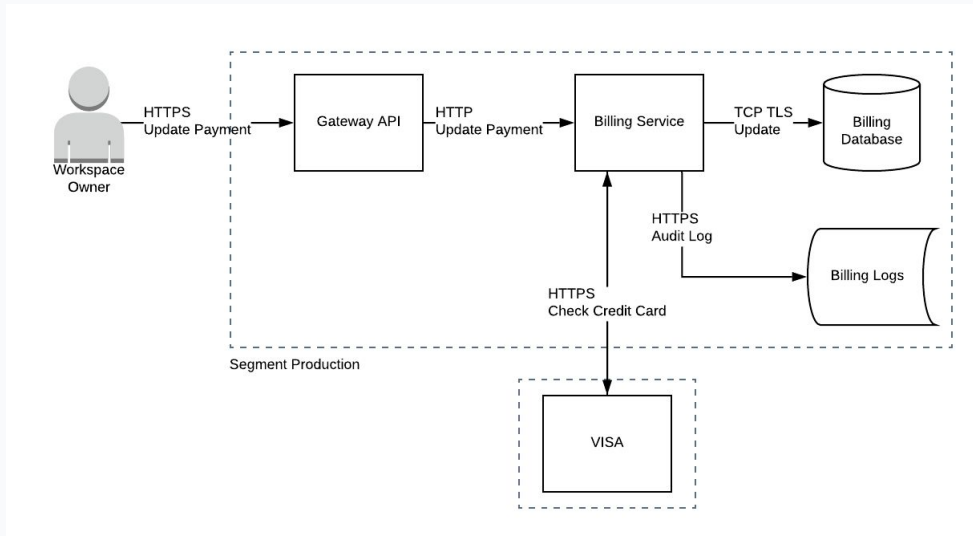 HTTPS
Update Payment
Workspace
Owner
Gateway API
HTTP
Update Payment
Billing Service
TCP TLS
Update
Billing
Database
HTTPS
Audit Log
Billing Logs
HTTPS
Check Credit Card
Segment Production
VISA